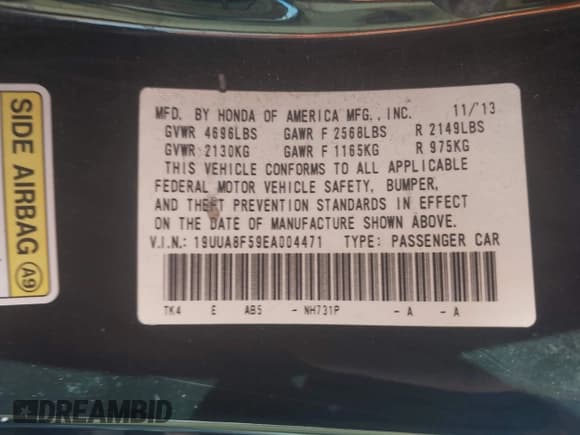 MFD. BY HONDA OF AMERICA MFG., INC. 11/13
GVWR 4696LBS GAWR F 2568LBS R 2149LBS
GVWR 2130KG GAWR F 1165KG R 975KG
THIS VEHICLE CONFORMS TO ALL APPLICABLE
FEDERAL MOTOR VEHICLE SAFETY, BUMPER,
AND THEFT PREVENTION STANDARDS IN EFFECT
ON THE DATE OF MANUFACTURE SHOWN ABOVE.
V.I.N.: 19UUA8F59EA004471 TYPE: PASSENGER CAR
TK4 E AB5 - NH731P - A - A
SIDE AIRBAG A9
DREAMBID